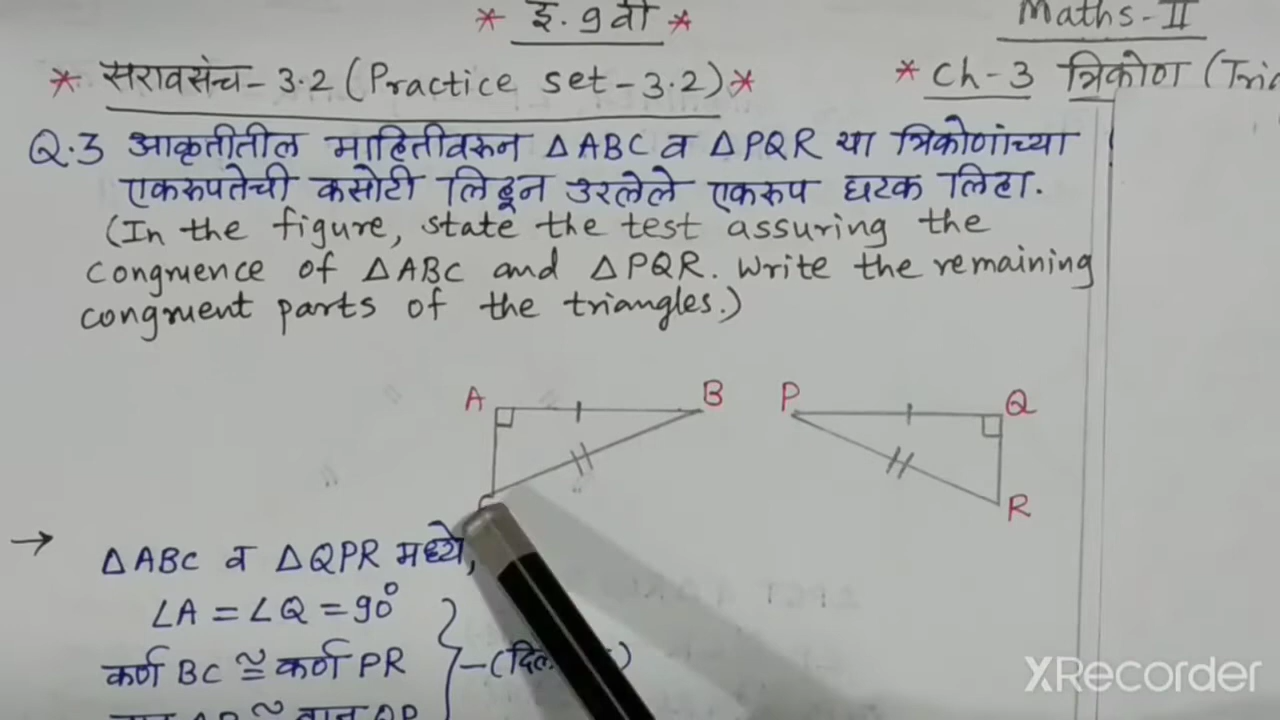 * इ. 9 वी *
Maths - II
* सरावसंच - 3.2 (Practice set - 3.2) *
* Ch - 3 त्रिकोण (Tri
Q.3 आकृतीतील माहितीवरून △ABC व △PQR या त्रिकोणांच्या
एकरूपतेची कसोटी लिहून उरलेले एकरूप घटक लिहा.
(In the figure, state the test assuring the
congruence of △ABC and △PQR. Write the remaining
congruent parts of the triangles.)
A B P Q
R
→ △ABC व △QPR मध्ये,
∠A = ∠Q = 90°
कर्ण BC ≅ कर्ण PR
XRecorder